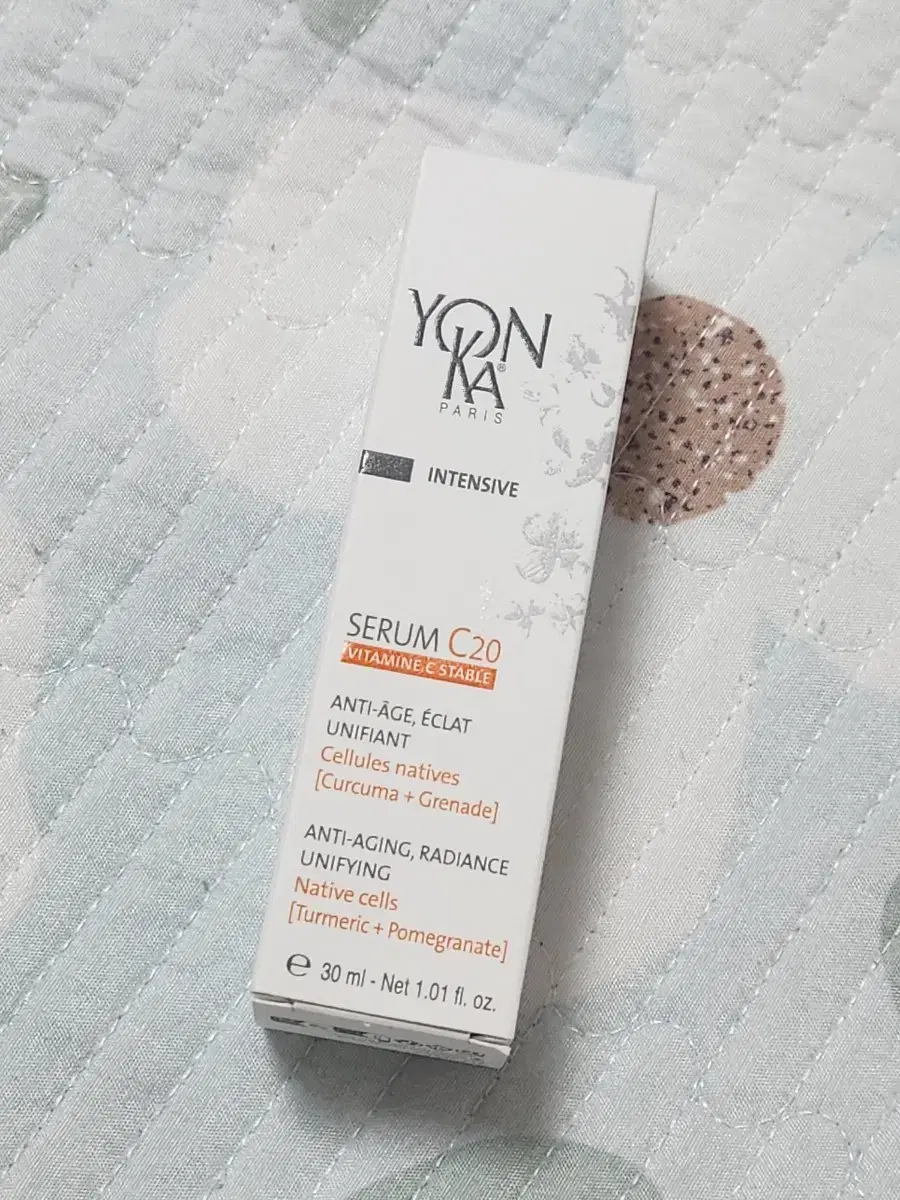 YON
KA®
PARIS
INTENSIVE
SERUM C20
VITAMINE C STABLE
ANTI-ÂGE, ÉCLAT
UNIFIANT
Cellules natives
[Curcuma + Grenade]
ANTI-AGING, RADIANCE
UNIFYING
Native cells
[Turmeric + Pomegranate]
℮ 30 ml - Net 1.01 fl. oz.